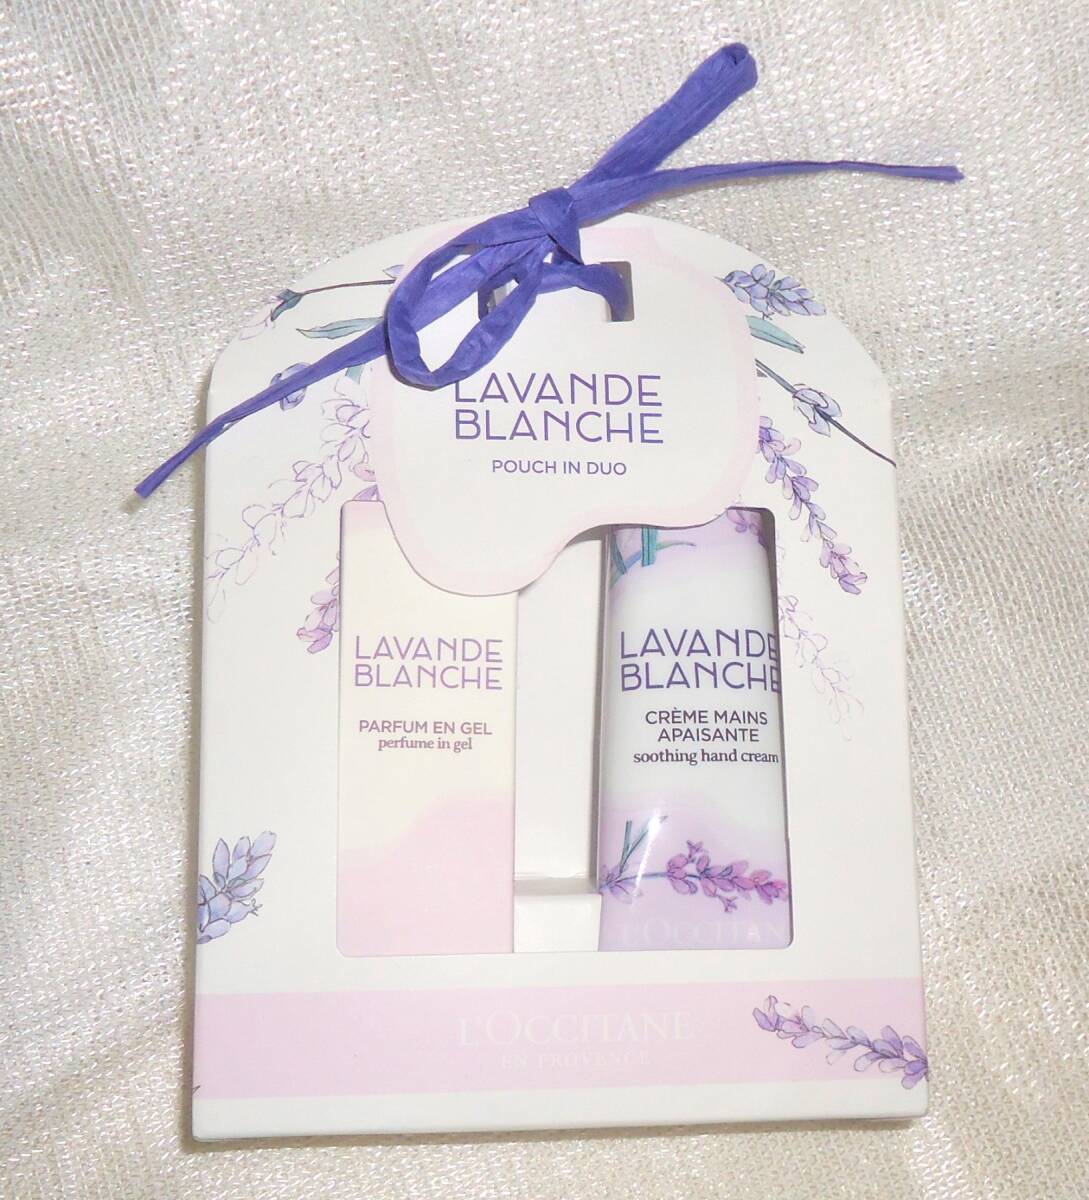 LAVANDE
BLANCHE
POUCH IN DUO
LAVANDE
BLANCHE
PARFUM EN GEL
perfume in gel
LAVANDE
BLANCHE
CRÈME MAINS
APAISANTE
soothing hand cream
L'OCCITAN
L'OCCITANE
EN PROVENCE